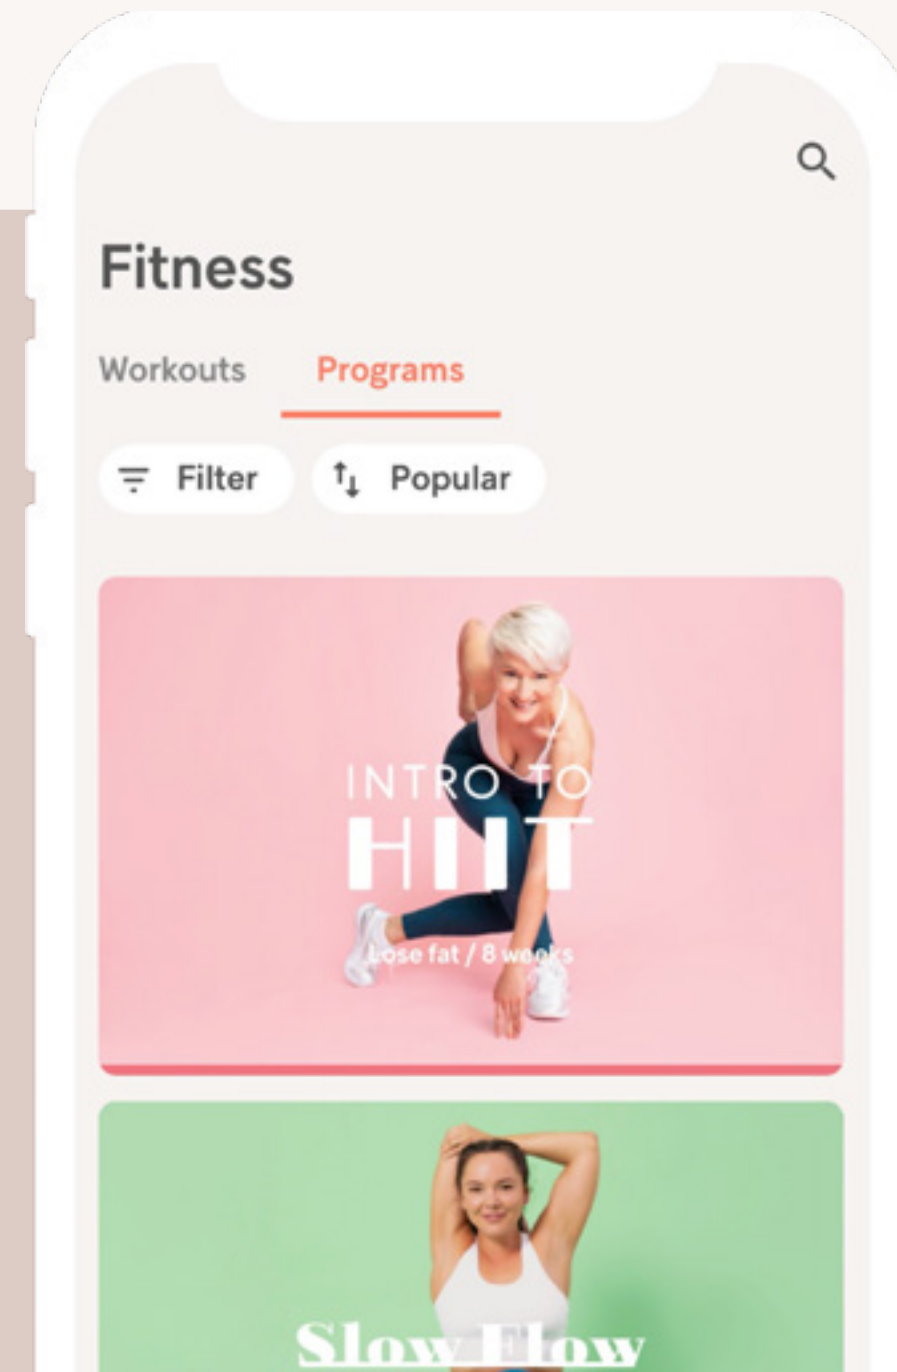 Fitness
Workouts Programs
Filter Popular
INTRO TO
HIIT
Lose fat / 8 weeks
Slow Flow